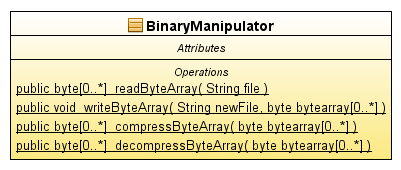 BinaryManipulator
Attributes
Operations
public byte[0..*]  readByteArray( String file )
public void  writeByteArray( String newFile, byte bytearray[0..*] )
public byte[0..*]  compressByteArray( byte bytearray[0..*] )
public byte[0..*]  decompressByteArray( byte bytearray[0..*] )